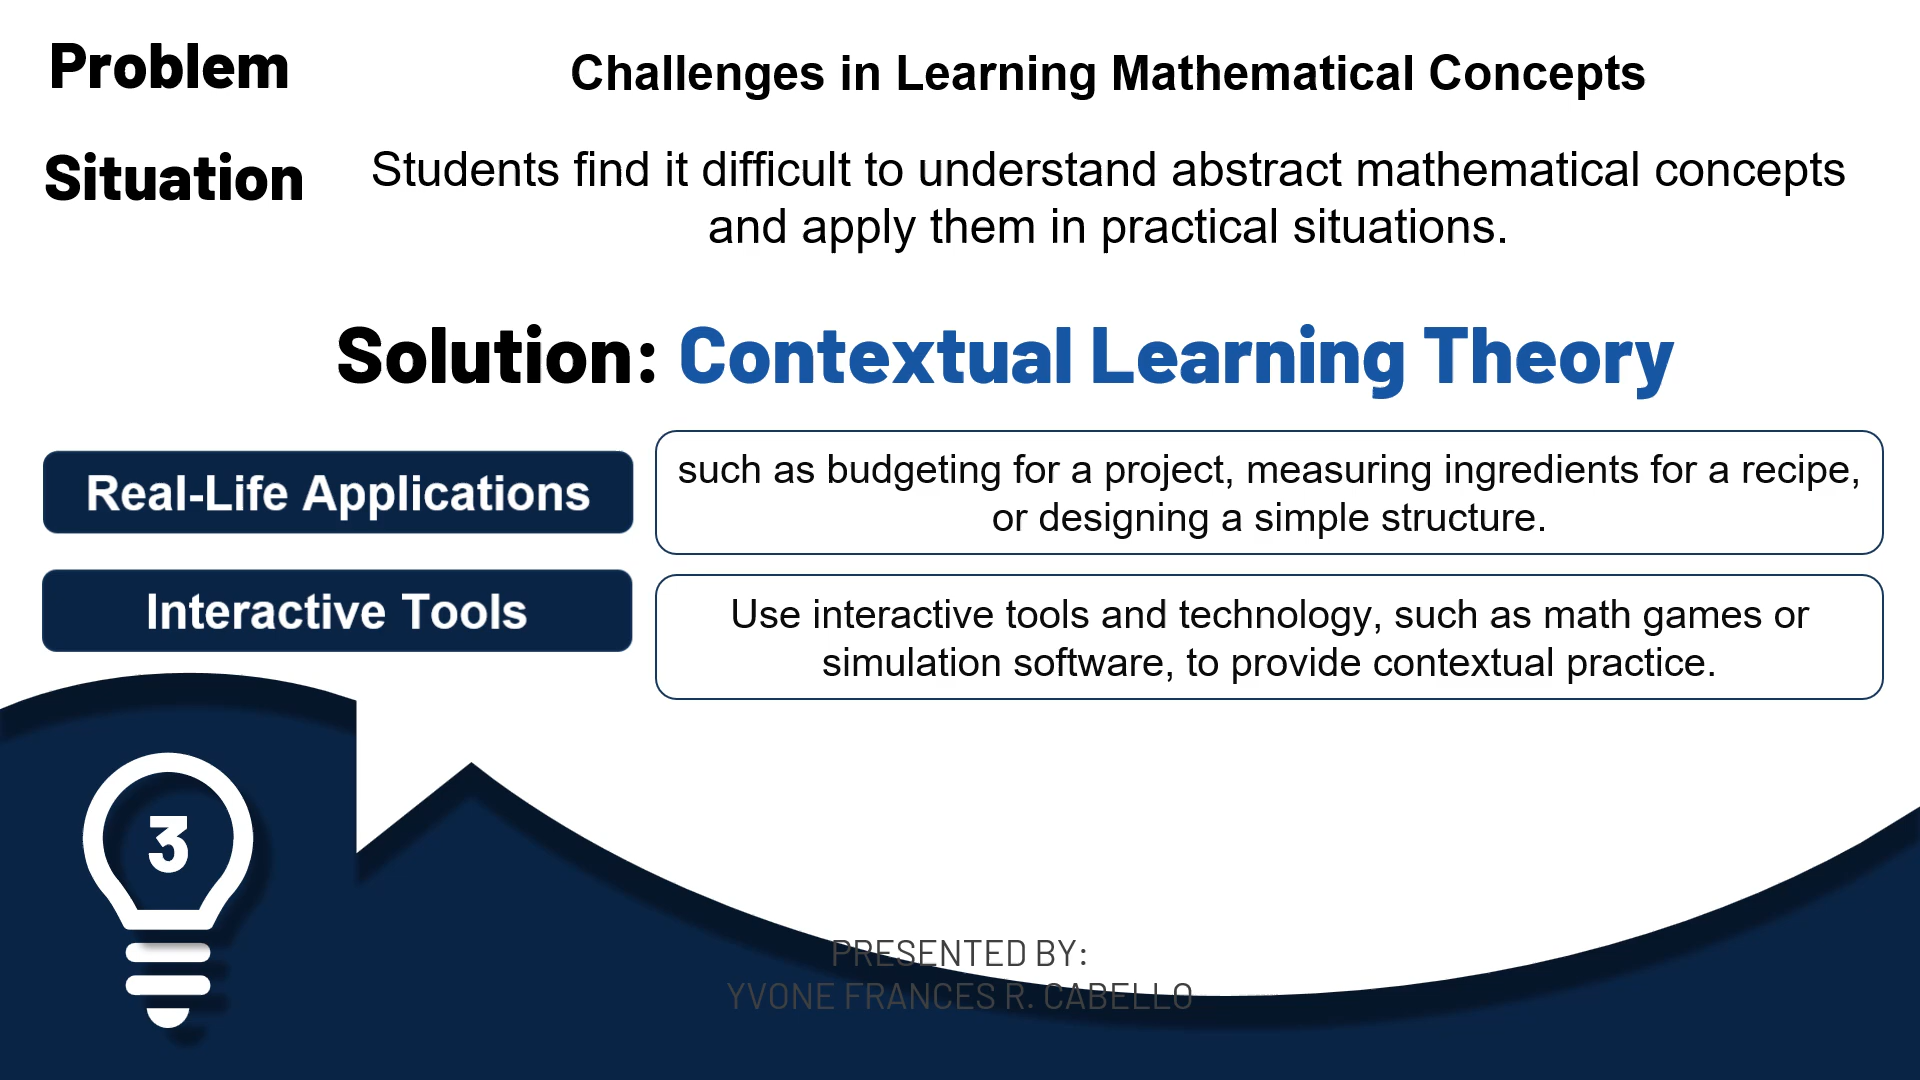 Problem
Challenges in Learning Mathematical Concepts
Situation
Students find it difficult to understand abstract mathematical concepts
and apply them in practical situations.
Solution: Contextual Learning Theory
Real-Life Applications
such as budgeting for a project, measuring ingredients for a recipe,
or designing a simple structure.
Interactive Tools
Use interactive tools and technology, such as math games or
simulation software, to provide contextual practice.
3
PRESENTED BY:
YVONE FRANCES R. CABELLO